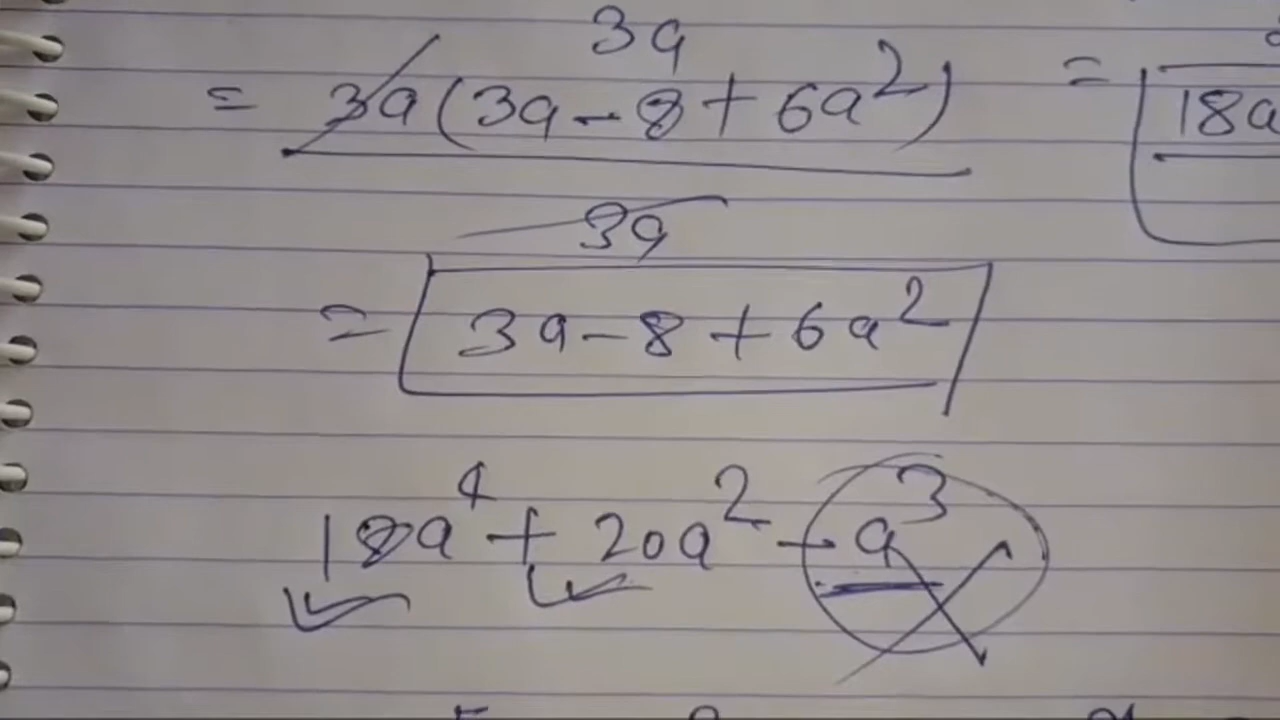 3a
= 3a(3a - 8 + 6a²) = 18a
3a
= 3a - 8 + 6a²
18a⁴ + 20a² + a³